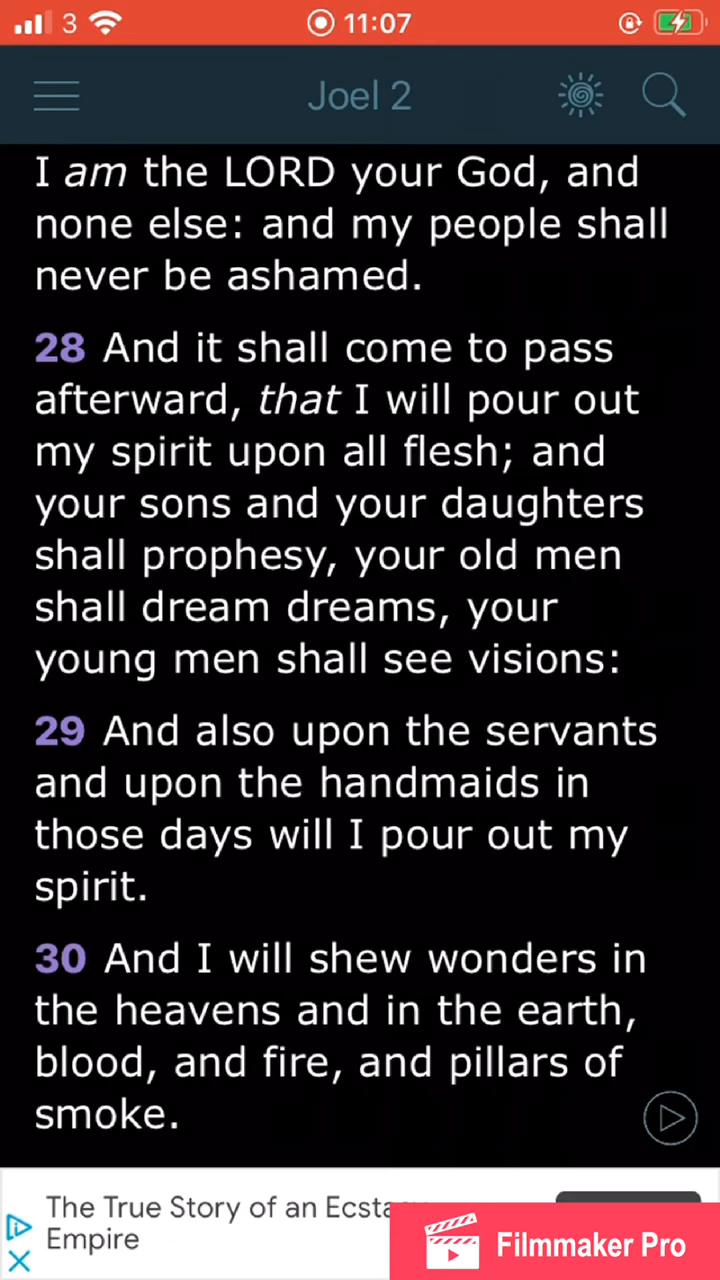 3 11:07
Joel 2
I am the LORD your God, and
none else: and my people shall
never be ashamed.
28 And it shall come to pass
afterward, that I will pour out
my spirit upon all flesh; and
your sons and your daughters
shall prophesy, your old men
shall dream dreams, your
young men shall see visions:
29 And also upon the servants
and upon the handmaids in
those days will I pour out my
spirit.
30 And I will shew wonders in
the heavens and in the earth,
blood, and fire, and pillars of
smoke.
The True Story of an
Empire
Filmmaker Pro